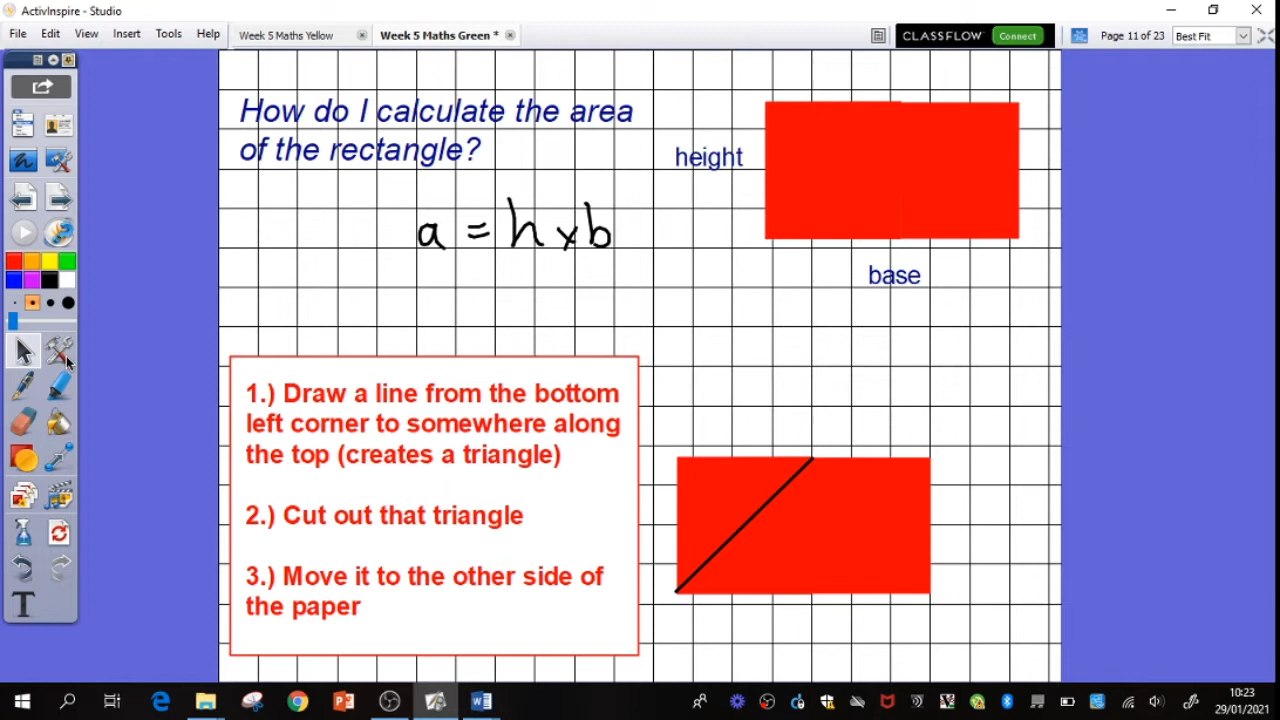 ActivInspire - Studio
File Edit View Insert Tools Help
Week 5 Maths Yellow
Week 5 Maths Green *
CLASSFLOW Connect
Page 11 of 23
Best Fit
How do I calculate the area
of the rectangle?
height
a = h x b
base
1.) Draw a line from the bottom
left corner to somewhere along
the top (creates a triangle)
2.) Cut out that triangle
3.) Move it to the other side of
the paper
T
10:23
29/01/2021